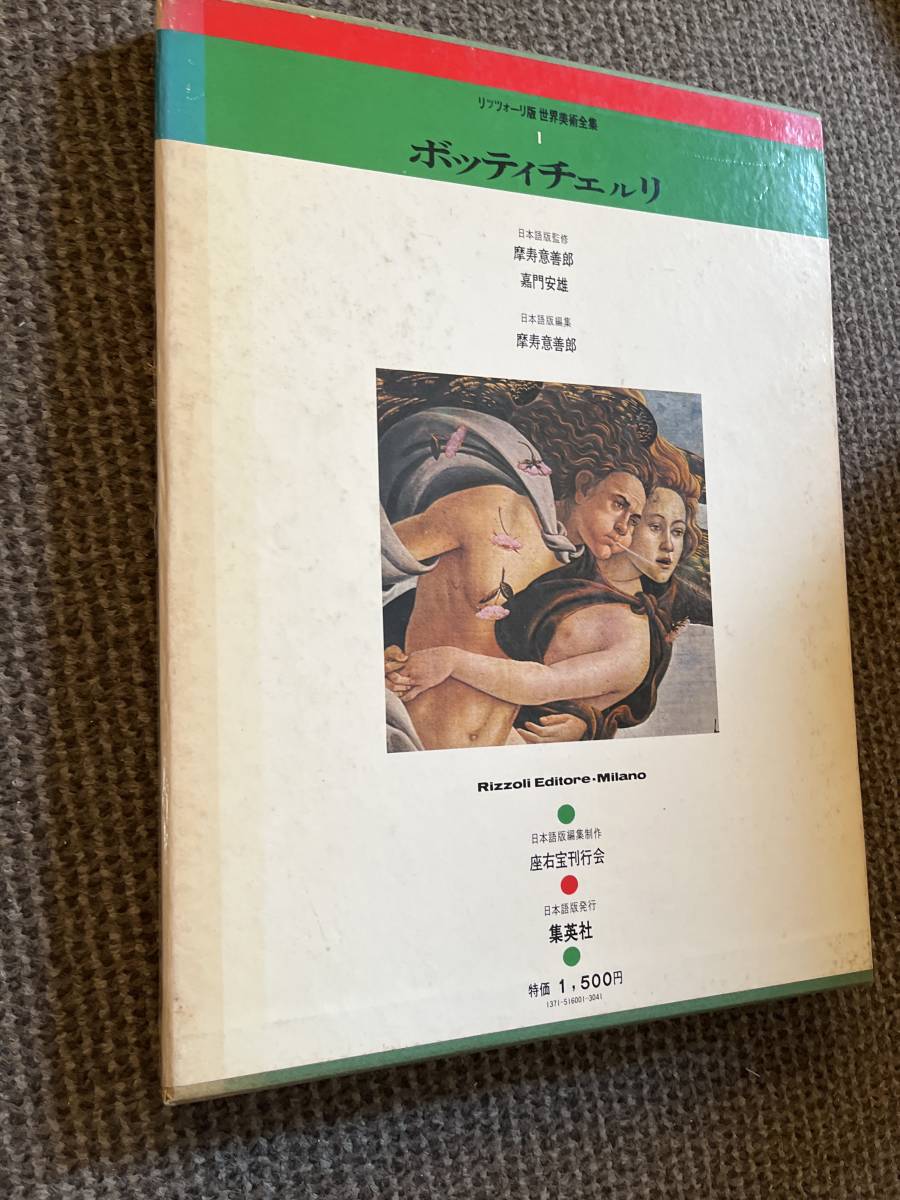 リッツォーリ版 世界美術全集
1
ボッティチェルリ
日本語版監修
摩寿意善郎
嘉門安雄
日本語版編集
摩寿意善郎
Rizzoli Editore・Milano
日本語版編集制作
座右宝刊行会
日本語版発行
集英社
特価 1,500円
1371-516001-3041